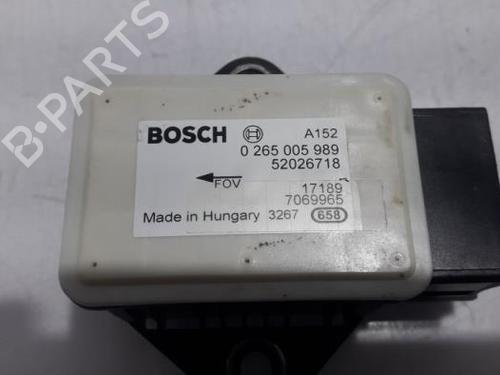 BOSCH A152
0 265 005 989
52026718
FOV 17189
7069965
Made in Hungary 3267 658
B-PARTS